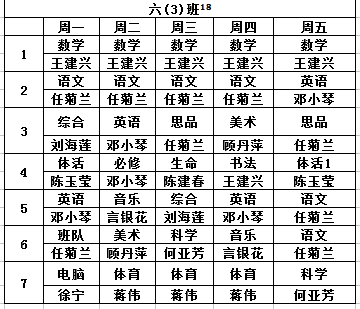 六(3)班18
周一 周二 周三 周四 周五
1 数学 数学 数学 数学 数学
王建兴 王建兴 王建兴 王建兴 王建兴
2 语文 语文 语文 语文 英语
任菊兰 任菊兰 任菊兰 任菊兰 邓小琴
3 综合 英语 思品 美术 思品
刘海莲 邓小琴 任菊兰 顾丹萍 任菊兰
4 体活 必修 生命 书法 体活1
陈玉莹 邓小琴 陈建春 王建兴 陈玉莹
5 英语 音乐 综合 英语 语文
邓小琴 言银花 刘海莲 邓小琴 任菊兰
6 班队 美术 科学 音乐 语文
任菊兰 顾丹萍 何亚芳 言银花 任菊兰
7 电脑 体育 体育 体育 科学
徐宁 蒋伟 蒋伟 蒋伟 何亚芳